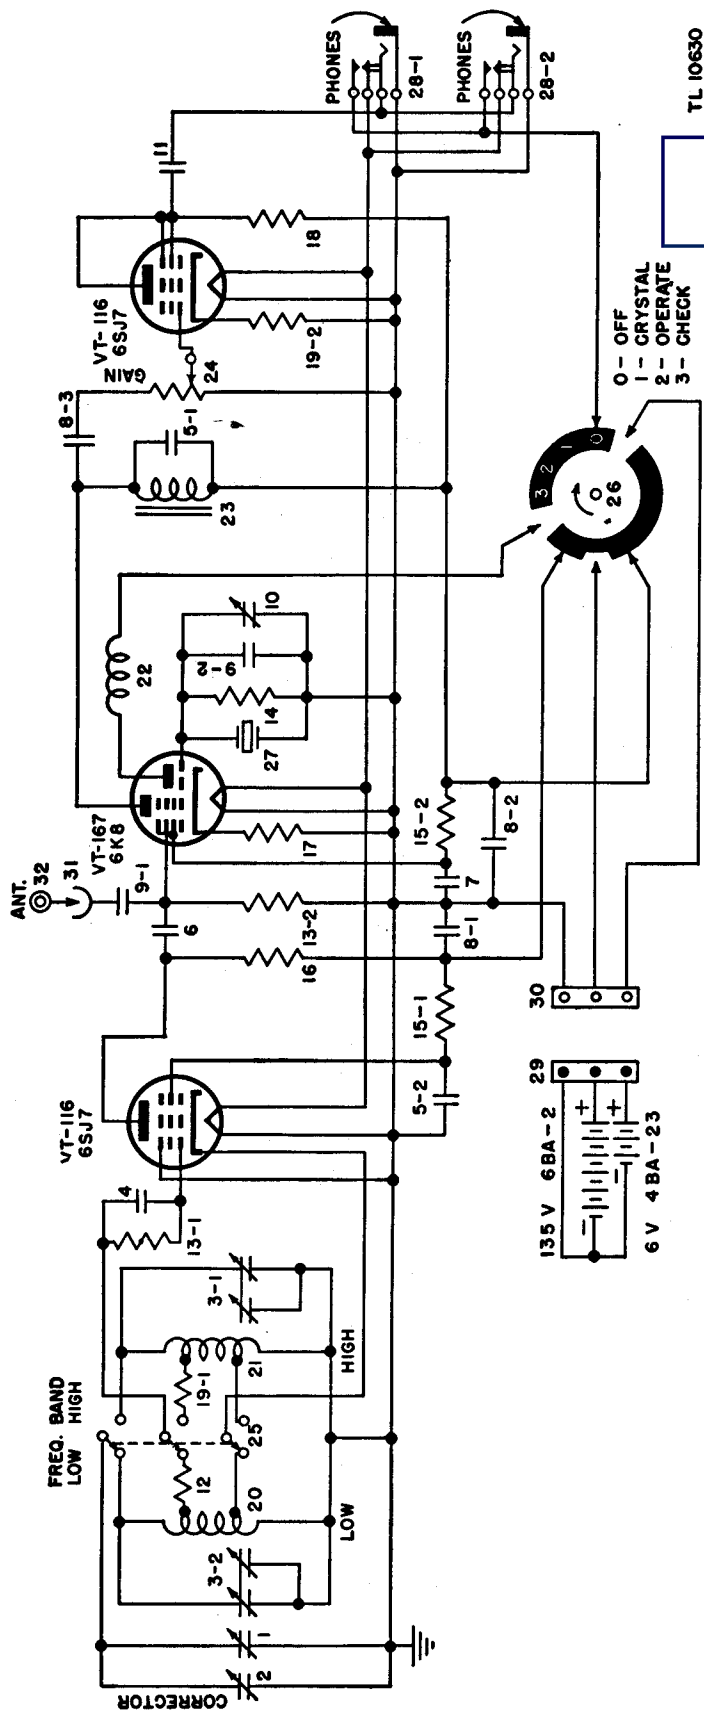 CORRECTOR
2
1
3-2
LOW
20
12
FREQ. BAND
LOW HIGH
25
19-1
21
HIGH
3-1
13-1
4
VT-116
6SJ7
5-2
15-1
16
6
ANT.
32
31
9-1
13-2
8-1
7
VT-167
6K8
17
15-2
8-2
22
27
14
9-2
10
23
5-1
8-3
GAIN
24
VT-116
6SJ7
19-2
18
11
PHONES
28-1
PHONES
28-2
135 V 6BA-2
+
−
6 V 4BA-23
+
−
29
30
3
2
1
0
26
0 - OFF
1 - CRYSTAL
2 - OPERATE
3 - CHECK
TL 10630